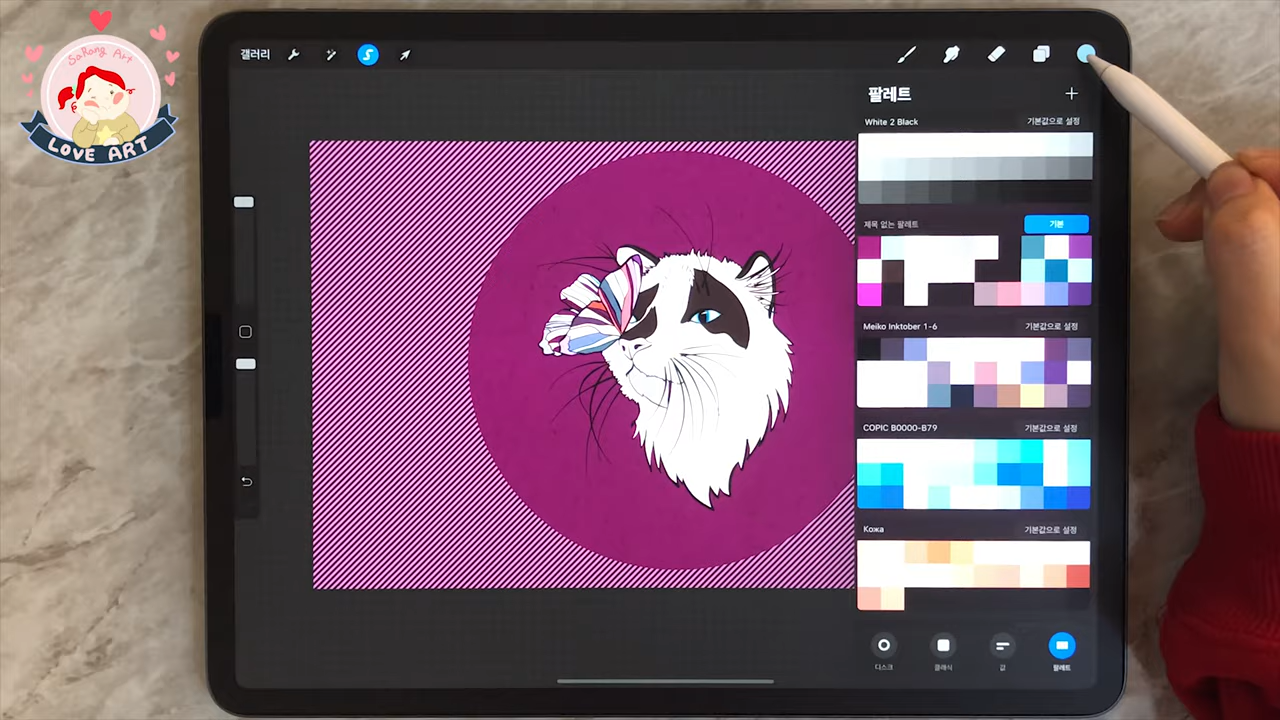 SaRang Art
LOVE ART
갤러리
팔레트
White 2 Black
기본값으로 설정
제목 없는 팔레트
기본
Meiko Inktober 1-6
기본값으로 설정
COPIC B0000-B79
기본값으로 설정
Кожа
기본값으로 설정
디스크
클래식
값
팔레트